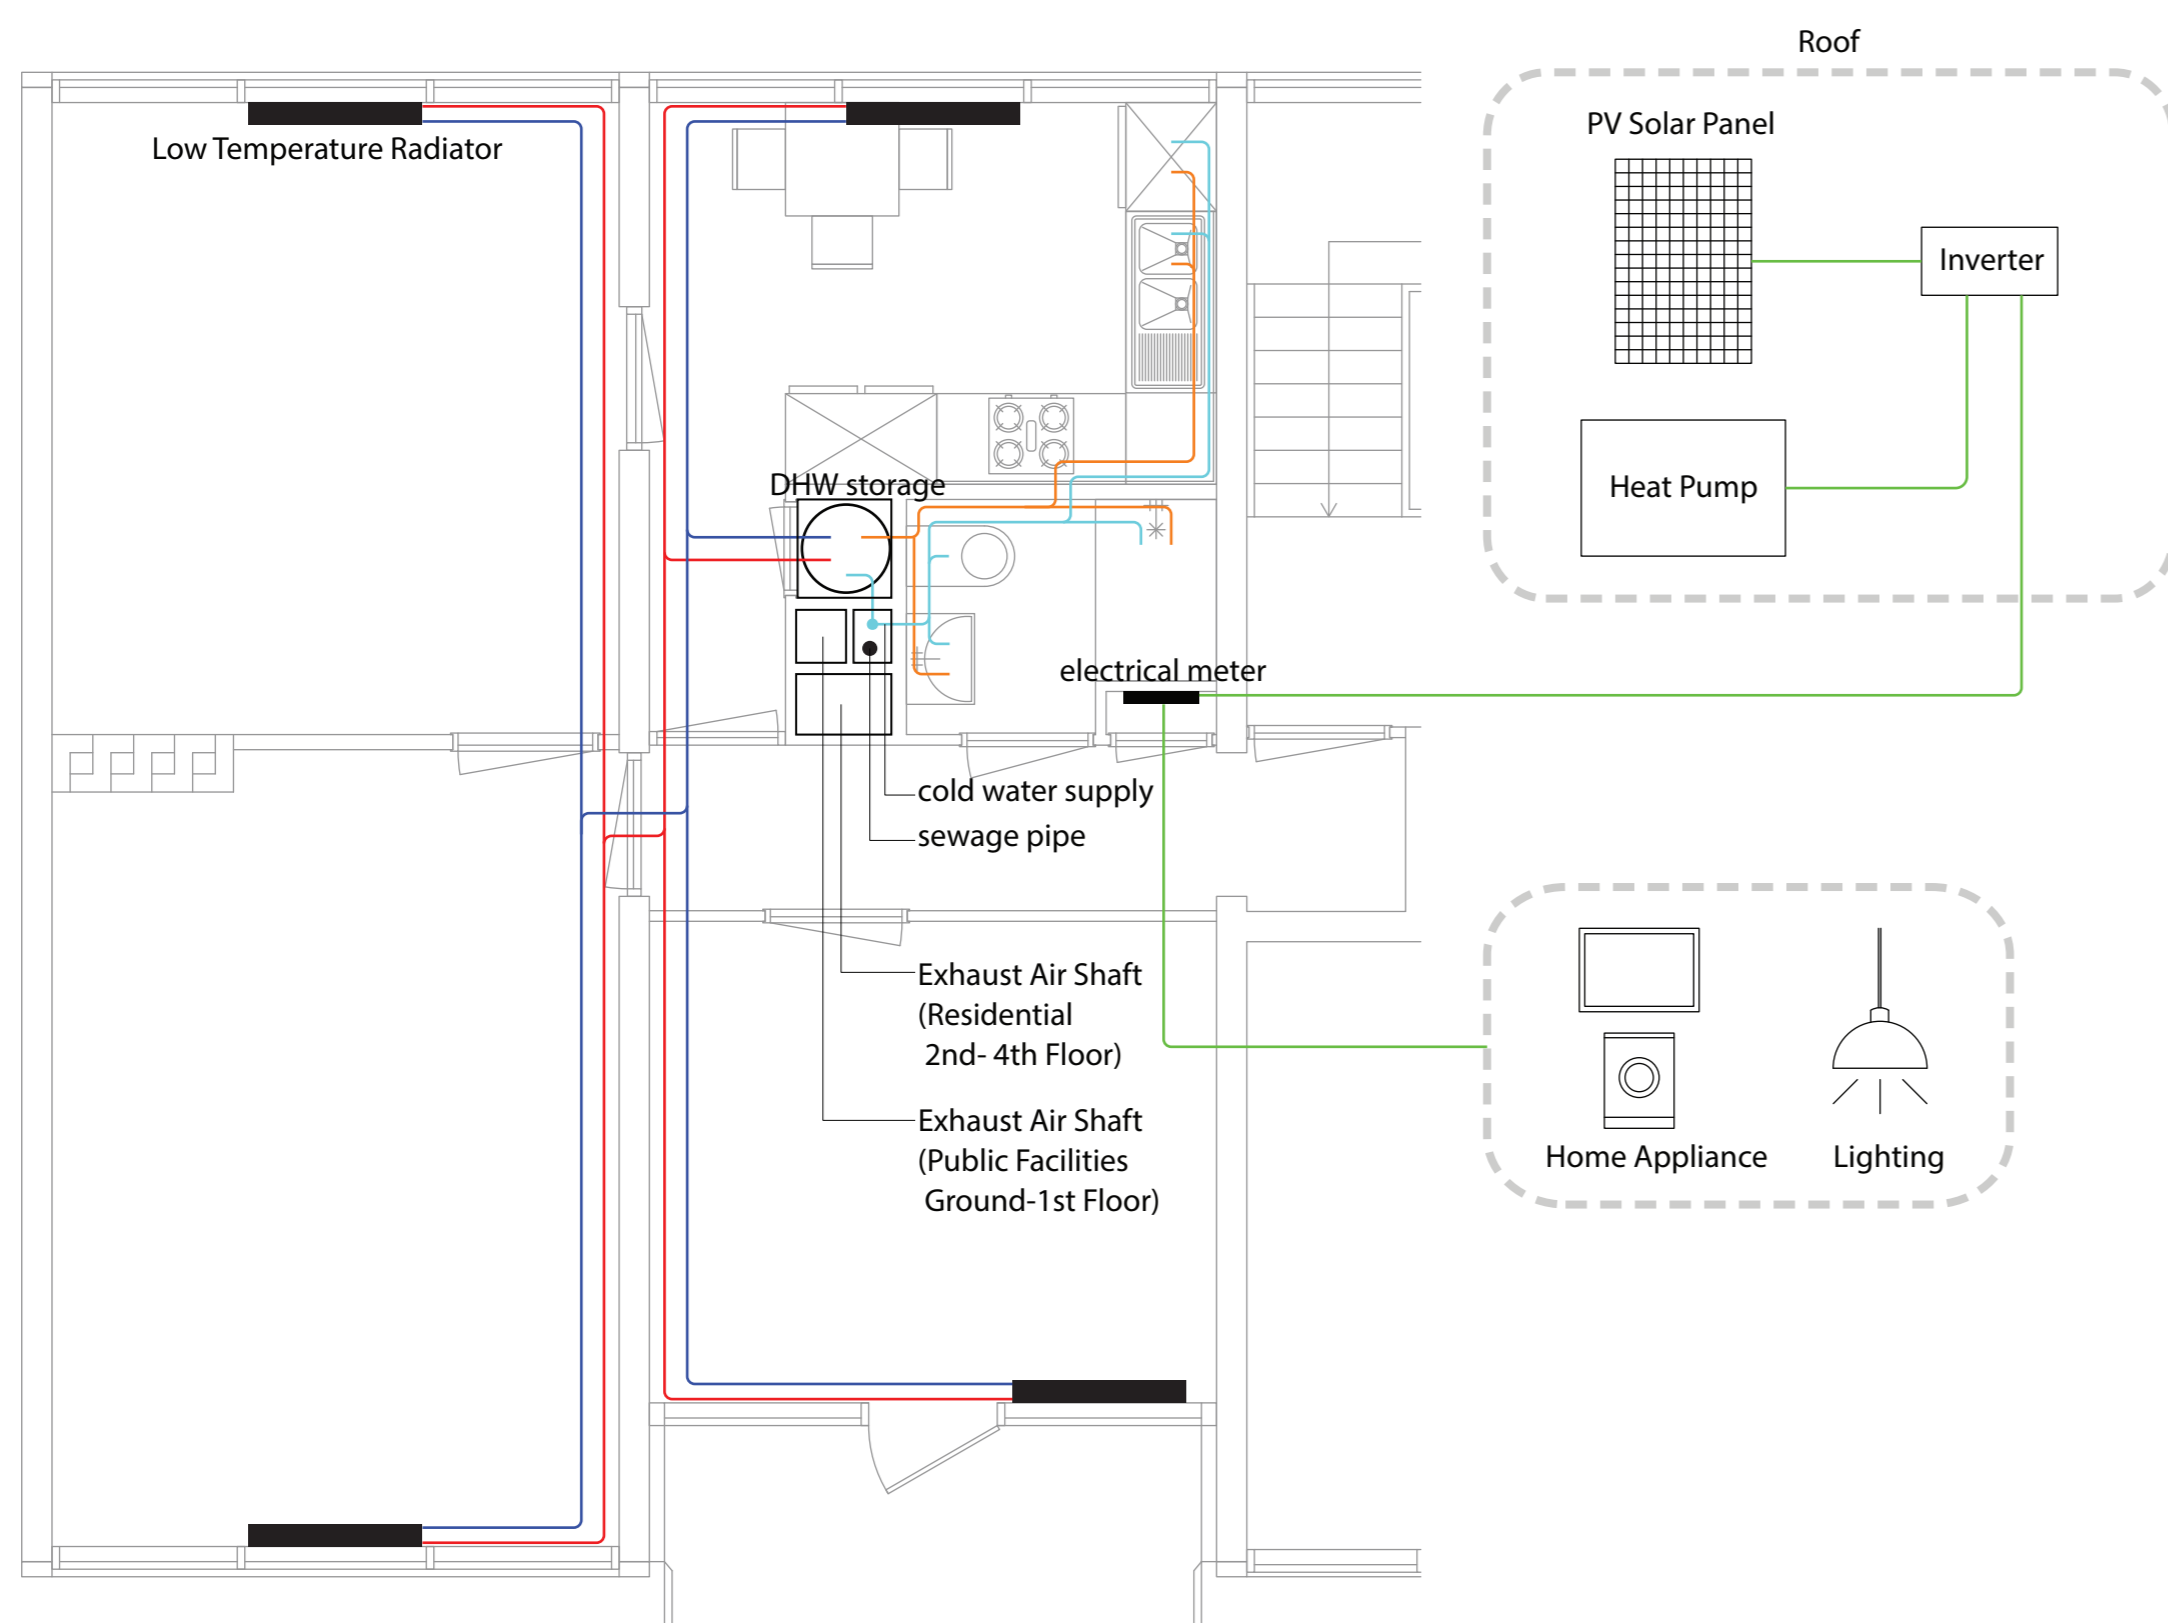 Roof
PV Solar Panel
Low Temperature Radiator
Inverter
DHW storage
Heat Pump
electrical meter
cold water supply
sewage pipe
Exhaust Air Shaft
(Residential
2nd- 4th Floor)
Exhaust Air Shaft
(Public Facilities
Ground-1st Floor)
Home Appliance
Lighting